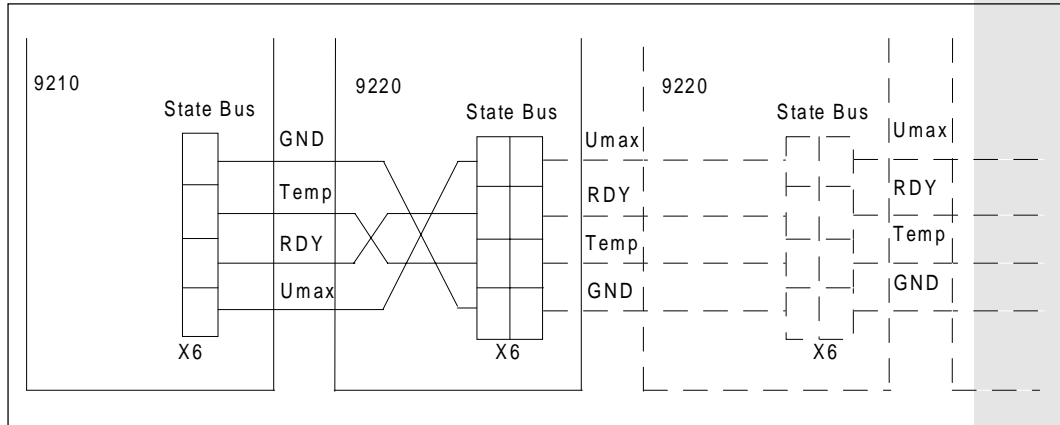 9210
State Bus
GND
Temp
RDY
Umax
X6
9220
State Bus
Umax
RDY
Temp
GND
X6
9220
State Bus
Umax
RDY
Temp
GND
X6